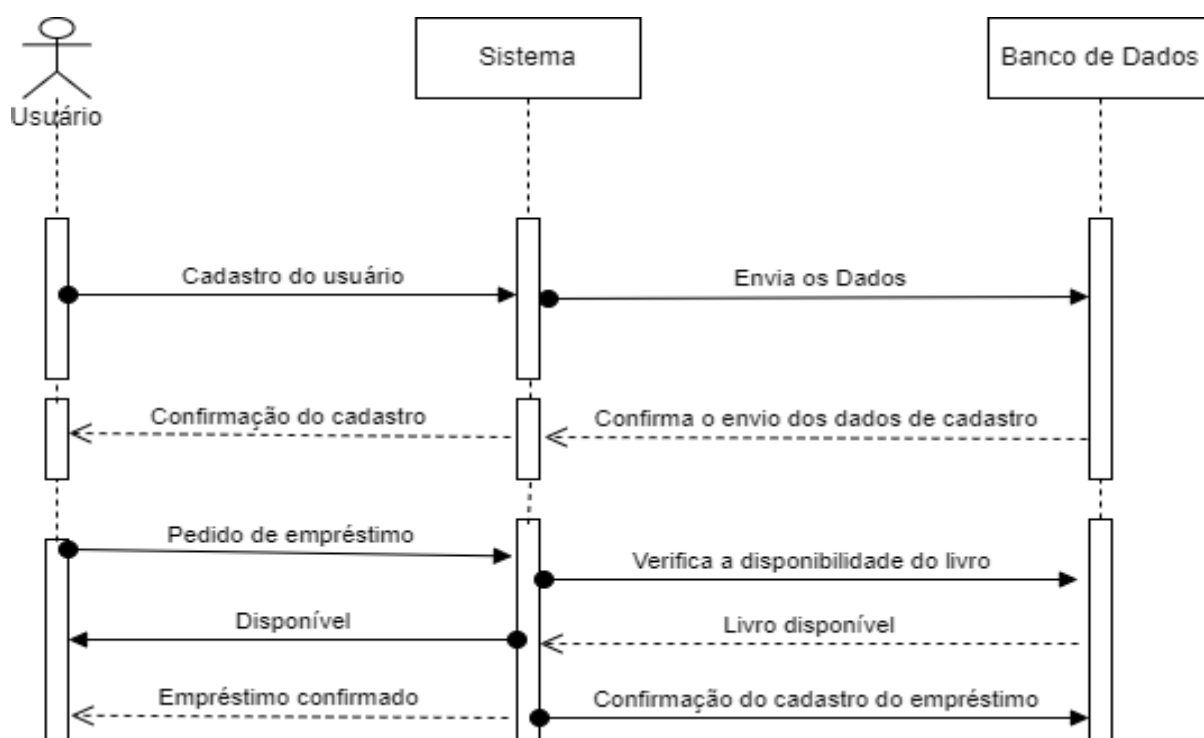 Usuário
Sistema
Banco de Dados
Cadastro do usuário
Envia os Dados
Confirmação do cadastro
Confirma o envio dos dados de cadastro
Pedido de empréstimo
Verifica a disponibilidade do livro
Disponível
Livro disponível
Empréstimo confirmado
Confirmação do cadastro do empréstimo